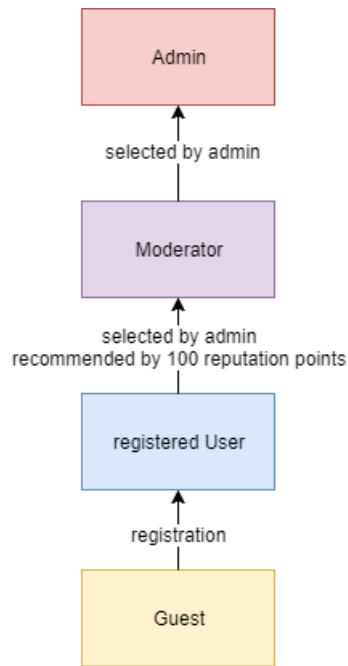 Admin
selected by admin
Moderator
selected by admin
recommended by 100 reputation points
registered User
registration
Guest